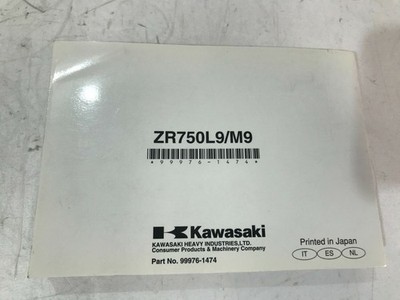 ZR750L9/M9
*99976-1474*
Kawasaki
KAWASAKI HEAVY INDUSTRIES,LTD.
Consumer Products & Machinery Company
Part No. 99976-1474
Printed in Japan
IT ES NL